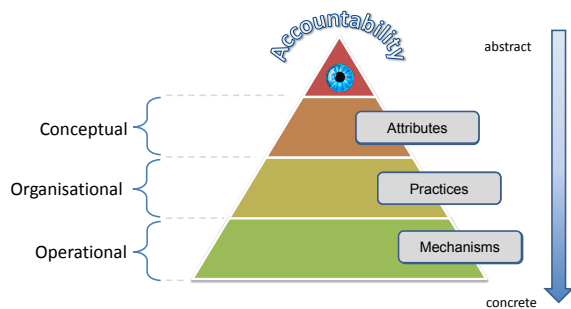 Accountability
abstract
Conceptual
Attributes
Organisational
Practices
Operational
Mechanisms
concrete